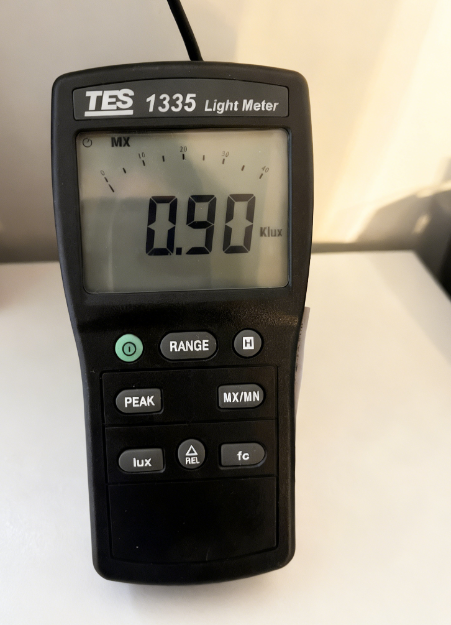 TES 1335 Light Meter
MX
0 10 20 30 40
0.90 Klux
RANGE H
PEAK MX/MN
lux REL fc